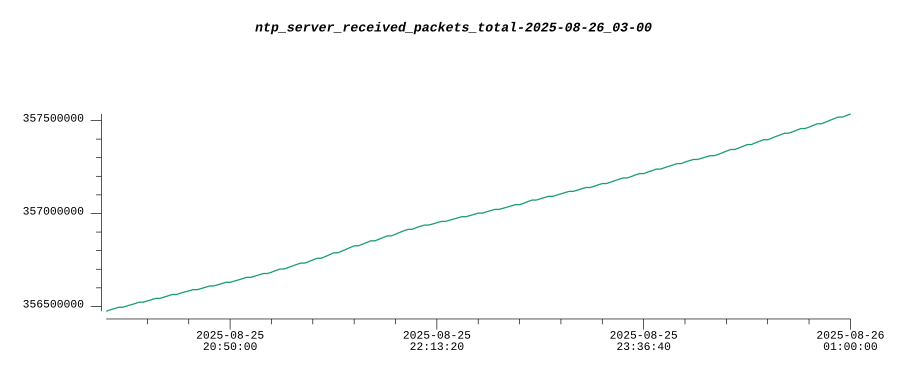 ntp_server_received_packets_total-2025-08-26_03-00
357500000
357000000
356500000
2025-08-25 2025-08-25 2025-08-25 2025-08-26
20:50:00 22:13:20 23:36:40 01:00:00